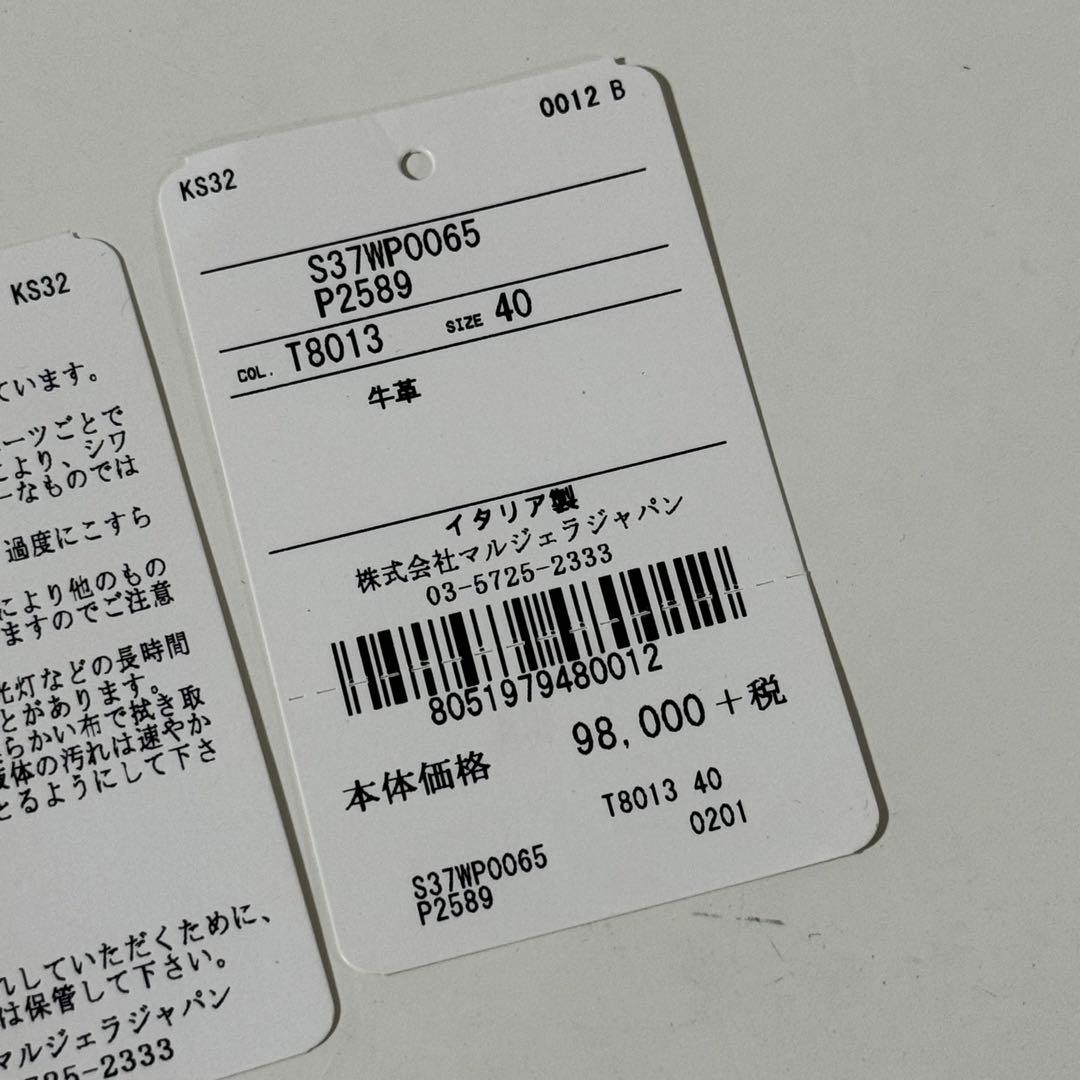 KS32
ています。
ーツごとで
により、シワ
ーなものでは
過度にこすら
により他のもの
ますのでご注意
光灯などの長時間
とがあります。
らかい布で拭き取
液体の汚れは速やか
とるようにして下さ
れしていただくために、
は保管して下さい。
マルジェラジャパン
725-2333
KS32
0012 B
S37WP0065
P2589
COL. T8013 SIZE 40
牛革
イタリア製
株式会社マルジェラジャパン
03-5725-2333
8051979480012
本体価格 98,000+税
T8013 40
0201
S37WP0065
P2589